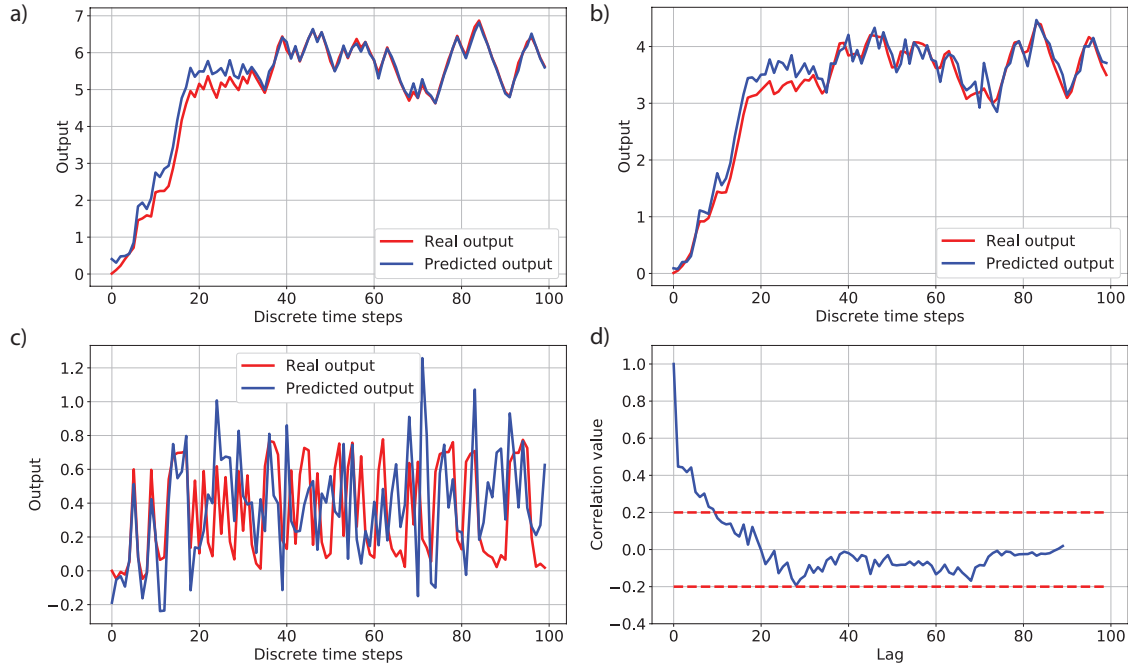 a)
7
6
5
4
3
2
1
0
Output
Real output
Predicted output
0 20 40 60 80 100
Discrete time steps
b)
4
3
2
1
0
Output
Real output
Predicted output
0 20 40 60 80 100
Discrete time steps
c)
1.2
1.0
0.8
0.6
0.4
0.2
0.0
−0.2
Output
Real output
Predicted output
0 20 40 60 80 100
Discrete time steps
d)
1.0
0.8
0.6
0.4
0.2
0.0
−0.2
−0.4
Correlation value
0 20 40 60 80 100
Lag